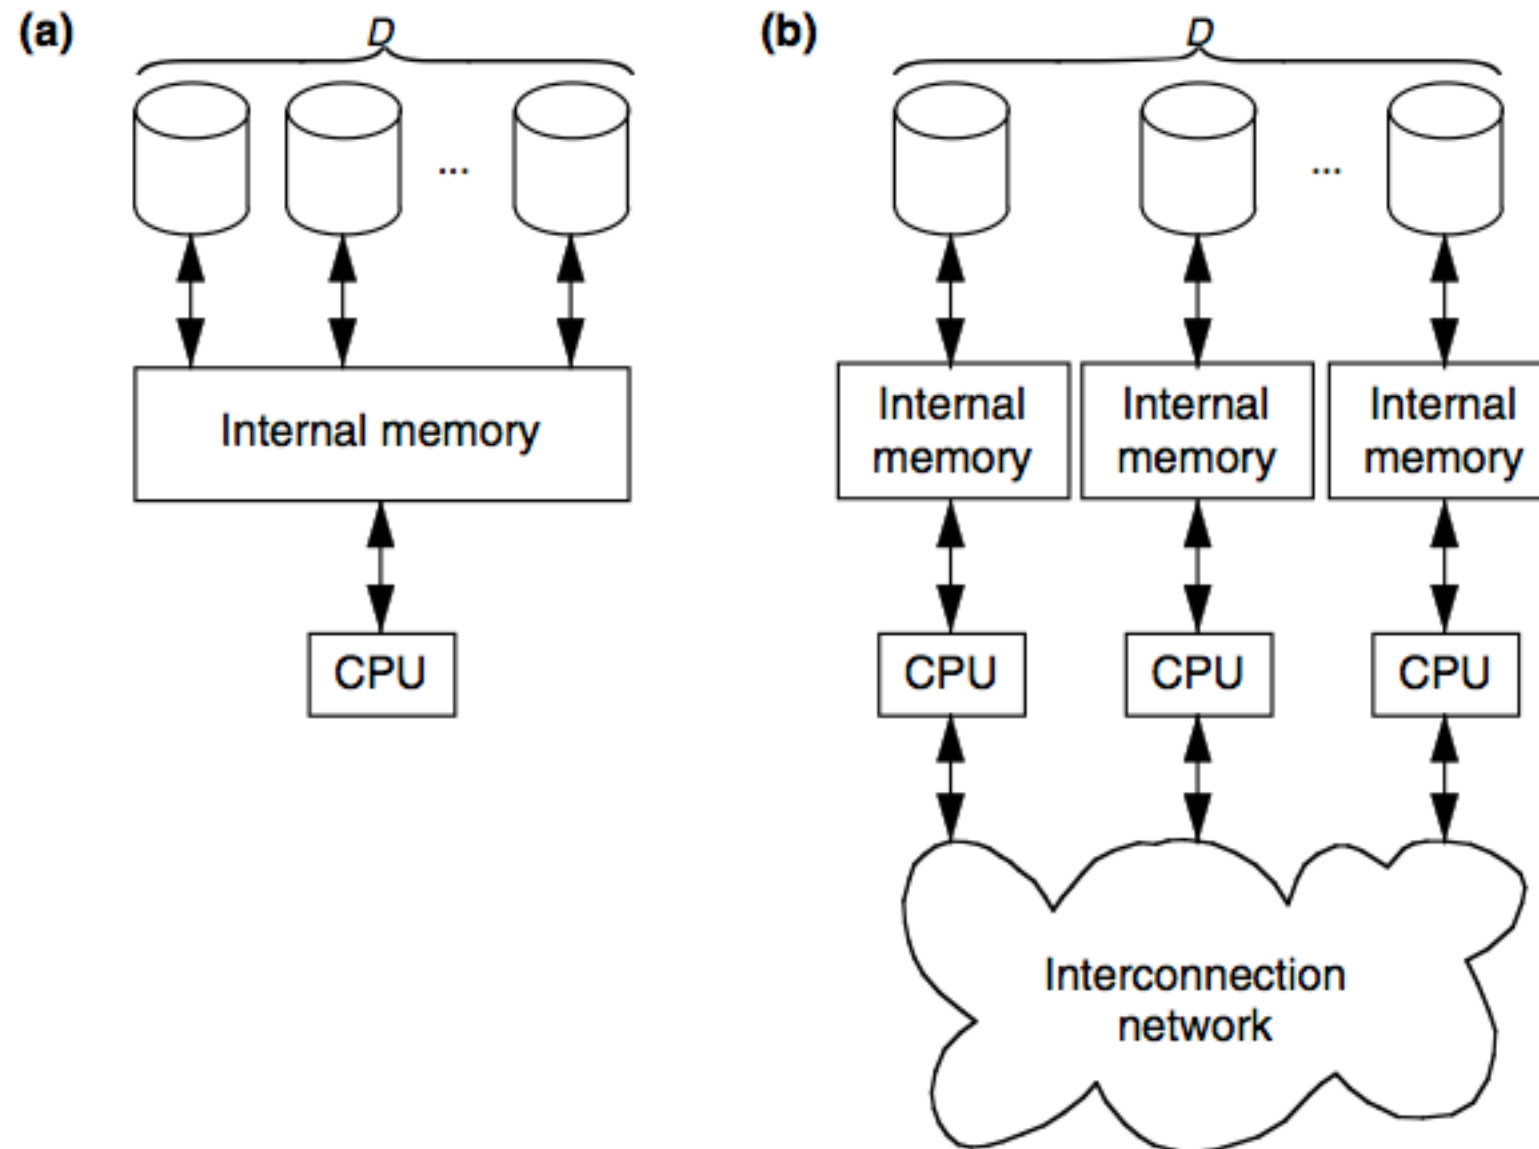 (a)
D
...
Internal memory
CPU
(b)
D
...
Internal
memory
Internal
memory
Internal
memory
CPU
CPU
CPU
Interconnection
network